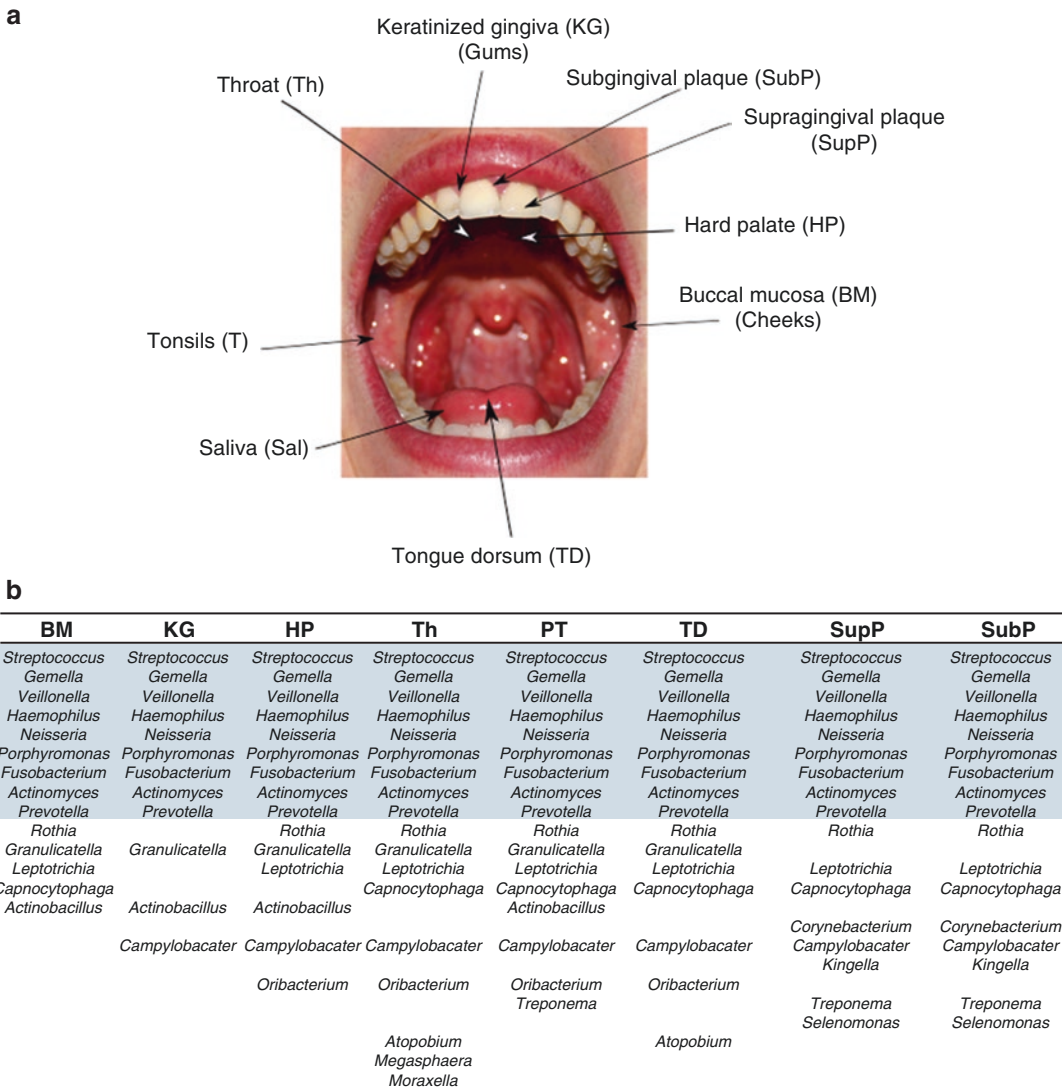 a
Keratinized gingiva (KG)
(Gums)
Throat (Th)
Subgingival plaque (SubP)
Supragingival plaque
(SupP)
Hard palate (HP)
Buccal mucosa (BM)
(Cheeks)
Tonsils (T)
Saliva (Sal)
Tongue dorsum (TD)
b
BM KG HP Th PT TD SupP SubP
Streptococcus Streptococcus Streptococcus Streptococcus Streptococcus Streptococcus Streptococcus Streptococcus
Gemella Gemella Gemella Gemella Gemella Gemella Gemella Gemella
Veillonella Veillonella Veillonella Veillonella Veillonella Veillonella Veillonella Veillonella
Haemophilus Haemophilus Haemophilus Haemophilus Haemophilus Haemophilus Haemophilus Haemophilus
Neisseria Neisseria Neisseria Neisseria Neisseria Neisseria Neisseria Neisseria
Porphyromonas Porphyromonas Porphyromonas Porphyromonas Porphyromonas Porphyromonas Porphyromonas Porphyromonas
Fusobacterium Fusobacterium Fusobacterium Fusobacterium Fusobacterium Fusobacterium Fusobacterium Fusobacterium
Actinomyces Actinomyces Actinomyces Actinomyces Actinomyces Actinomyces Actinomyces Actinomyces
Prevotella Prevotella Prevotella Prevotella Prevotella Prevotella Prevotella Prevotella
Rothia Rothia Rothia Rothia Rothia Rothia Rothia
Granulicatella Granulicatella Granulicatella Granulicatella Granulicatella Granulicatella
Leptotrichia Leptotrichia Leptotrichia Leptotrichia Leptotrichia Leptotrichia Leptotrichia
Capnocytophaga Capnocytophaga Capnocytophaga Capnocytophaga Capnocytophaga Capnocytophaga
Actinobacillus Actinobacillus Actinobacillus Actinobacillus
Corynebacterium Corynebacterium
Campylobacater Campylobacater Campylobacater Campylobacater Campylobacater Campylobacater Campylobacater
Kingella Kingella
Oribacterium Oribacterium Oribacterium Oribacterium
Treponema Treponema Treponema
Selenomonas Selenomonas
Atopobium Atopobium
Megasphaera
Moraxella